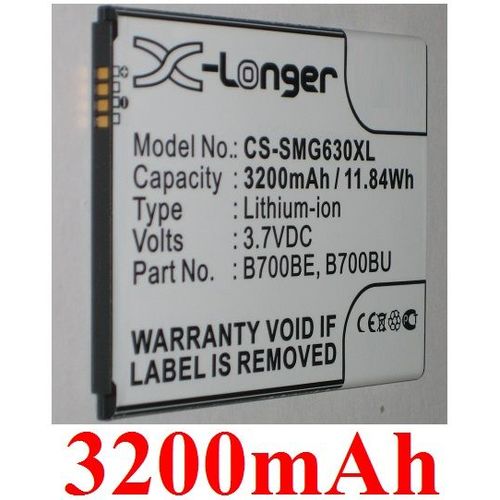 X-Longer
Model No.: CS-SMG630XL
Capacity: 3200mAh / 11.84Wh
Type: Lithium-ion
Volts: 3.7VDC
Part No.: B700BE, B700BU
WARRANTY VOID IF
LABEL IS REMOVED!
CE
3200mAh